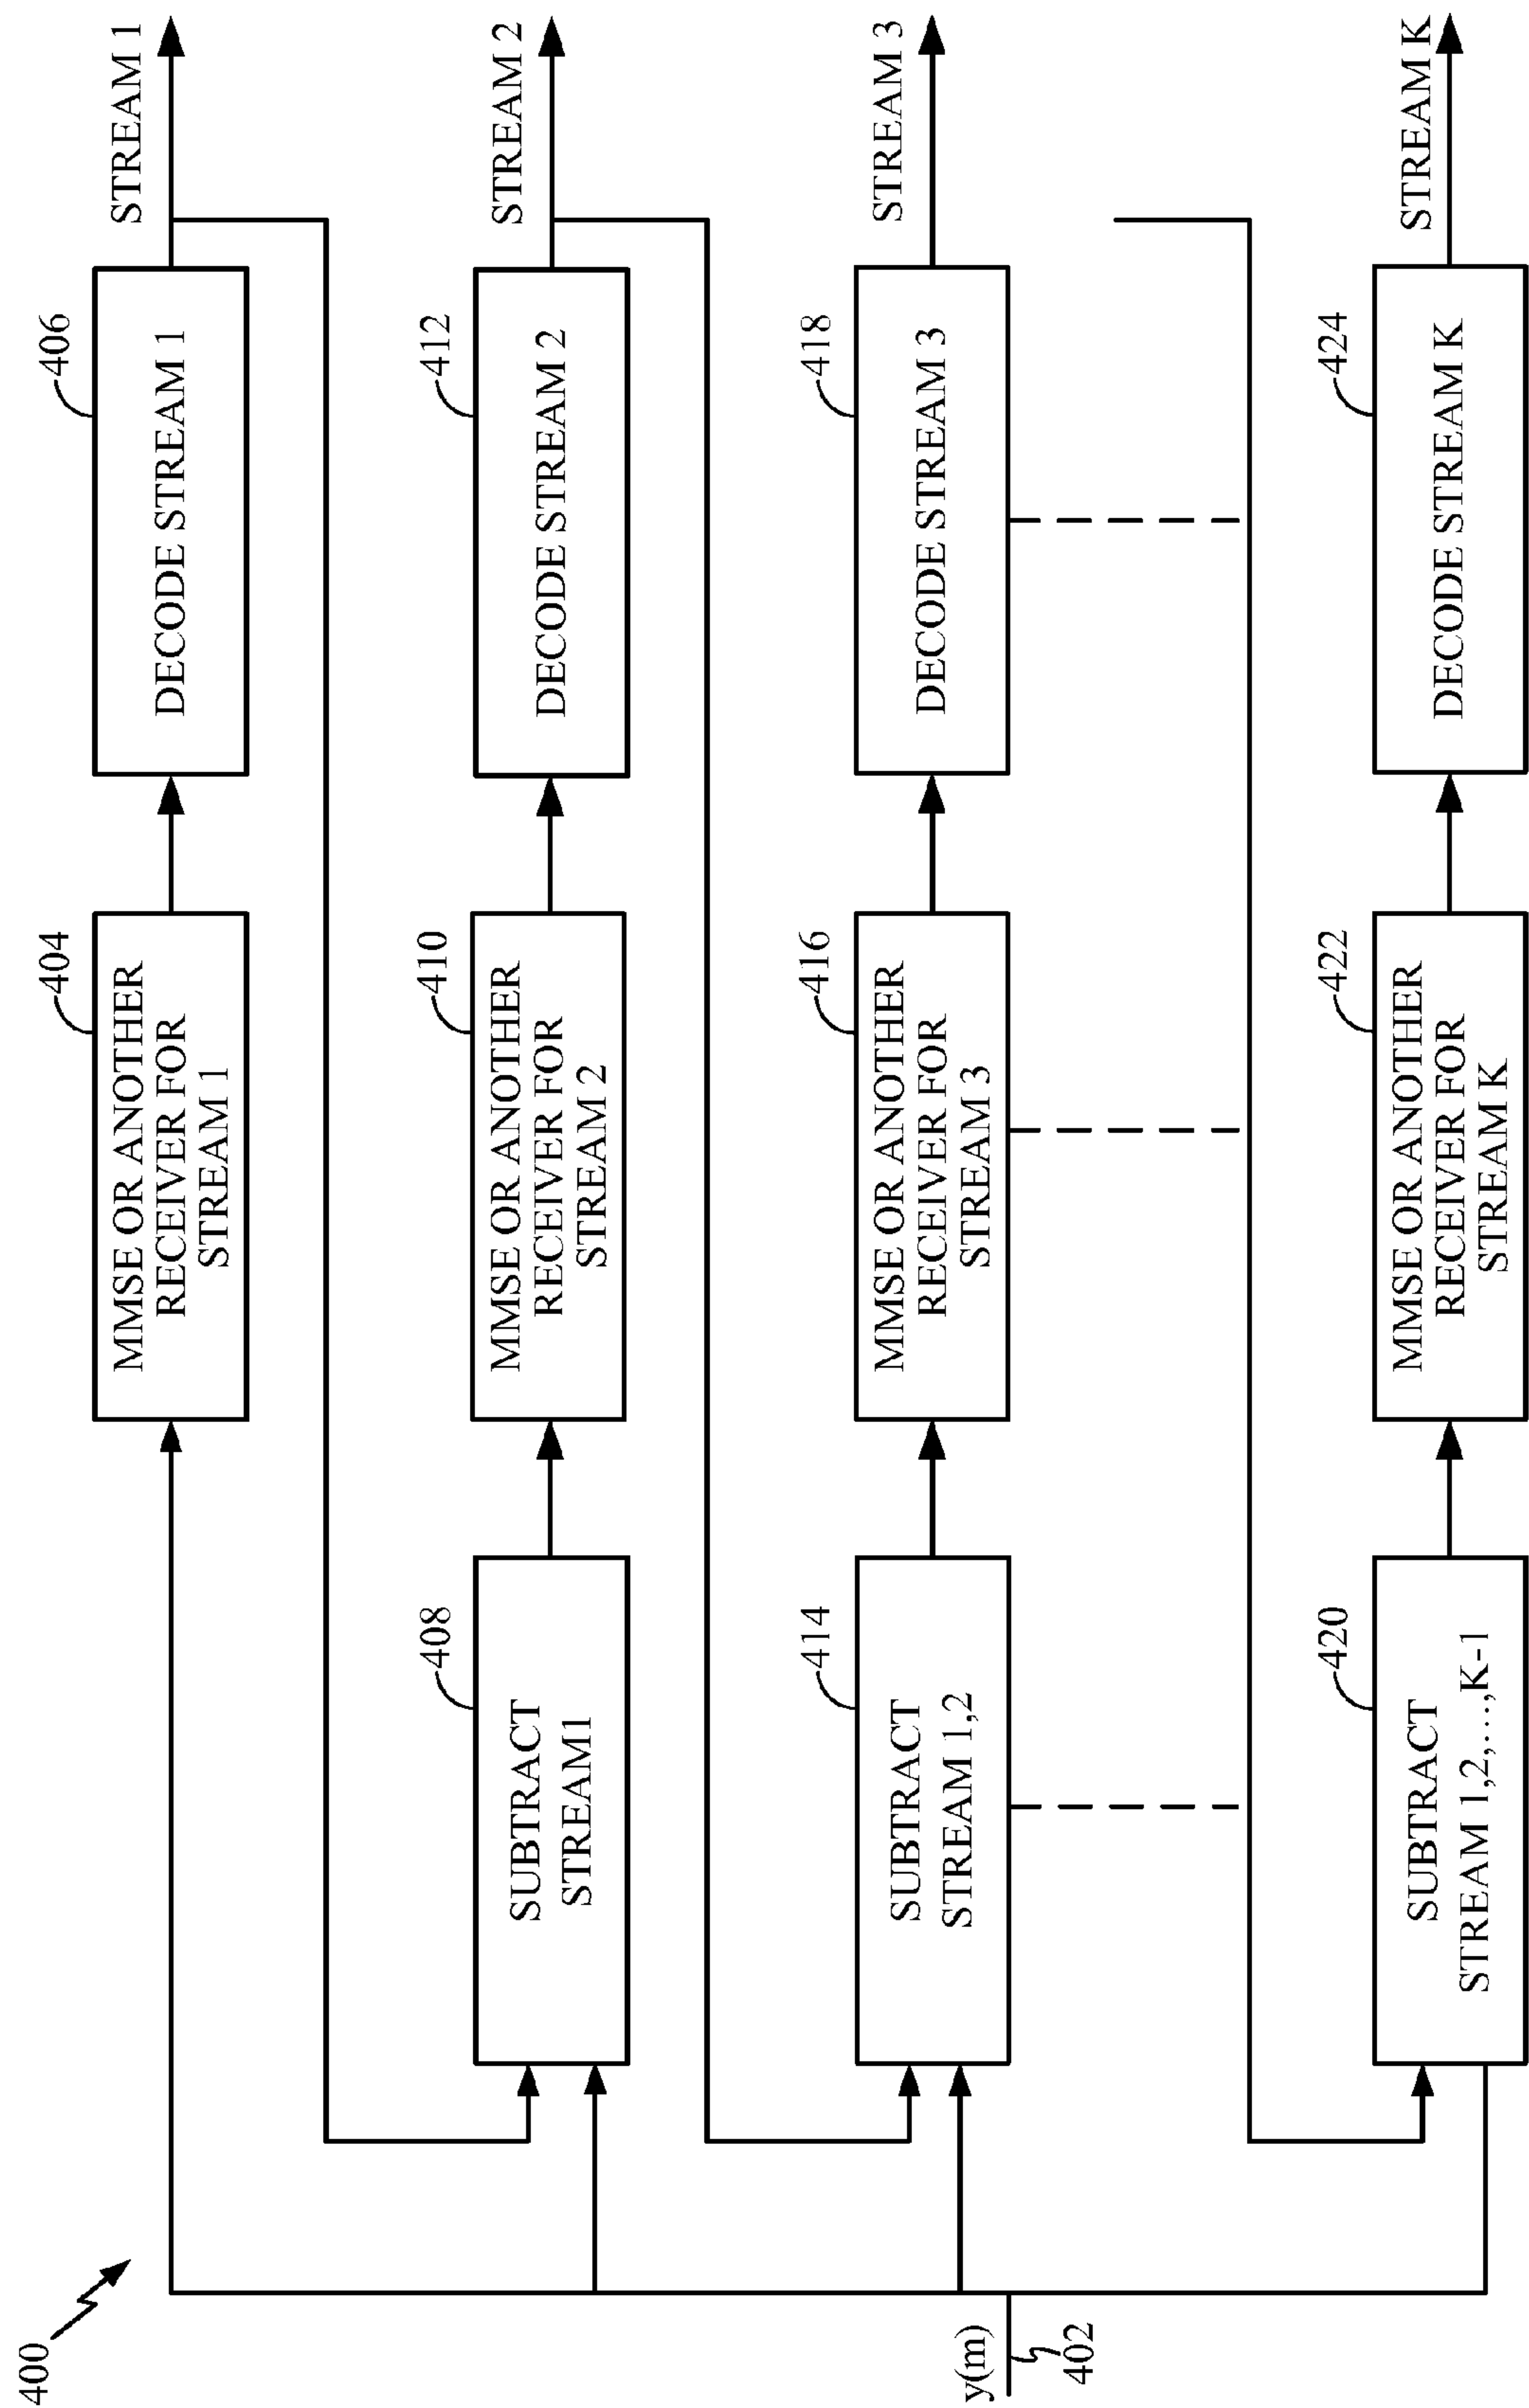 400
y(m)
402
404
MMSE OR ANOTHER
RECEIVER FOR
STREAM 1
406
DECODE STREAM 1
STREAM 1
408
SUBTRACT
STREAM1
410
MMSE OR ANOTHER
RECEIVER FOR
STREAM 2
412
DECODE STREAM 2
STREAM 2
414
SUBTRACT
STREAM 1,2
416
MMSE OR ANOTHER
RECEIVER FOR
STREAM 3
418
DECODE STREAM 3
STREAM 3
420
SUBTRACT
STREAM 1,2,...,K-1
422
MMSE OR ANOTHER
RECEIVER FOR
STREAM K
424
DECODE STREAM K
STREAM K